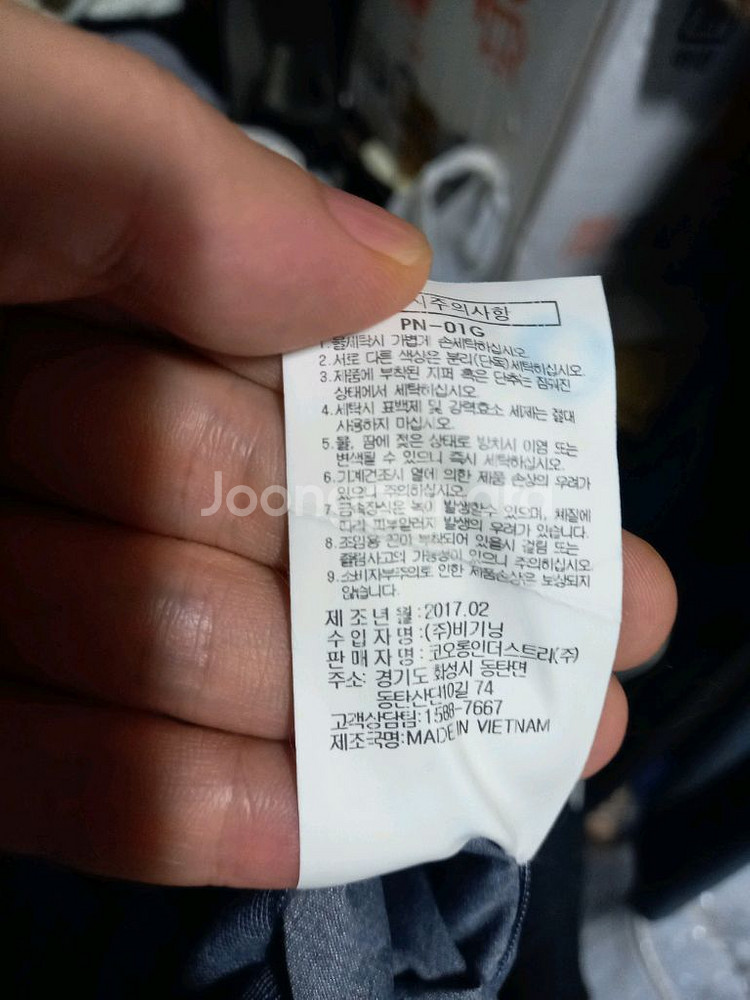 시주의사항
PN-01G
1. 물세탁시 가볍게 손세탁하십시오.
2. 서로 다른 색상은 분리(단독)세탁하십시오.
3. 제품에 부착된 지퍼 혹은 단추는 잠궈진
상태에서 세탁하십시오.
4. 세탁시 표백제 및 강력효소 세제는 절대
사용하지 마십시오.
5. 물, 땀에 젖은 상태로 방치시 이염 또는
변색될 수 있으니 즉시 세탁하십시오.
6. 기계건조시 열에 의한 제품 손상의 우려가
있으니 주의하십시오.
7. 금속장식은 녹이 발생할수 있으며, 체질에
따라 피부알러지 발생의 우려가 있습니다.
8. 조임용 끈이 부착되어 있을시 걸림 또는
끌림사고의 가능성이 있으니 주의하십시오.
9. 소비자부주의로 인한 제품손상은 보상되지
않습니다.
제 조 년 월 : 2017.02
수 입 자 명 : (주)비기닝
판 매 자 명 : 코오롱인더스트리(주)
주소: 경기도 화성시 동탄면
동탄산단10길 74
고객상담팀:1588-7667
제조국명:MADE IN VIETNAM